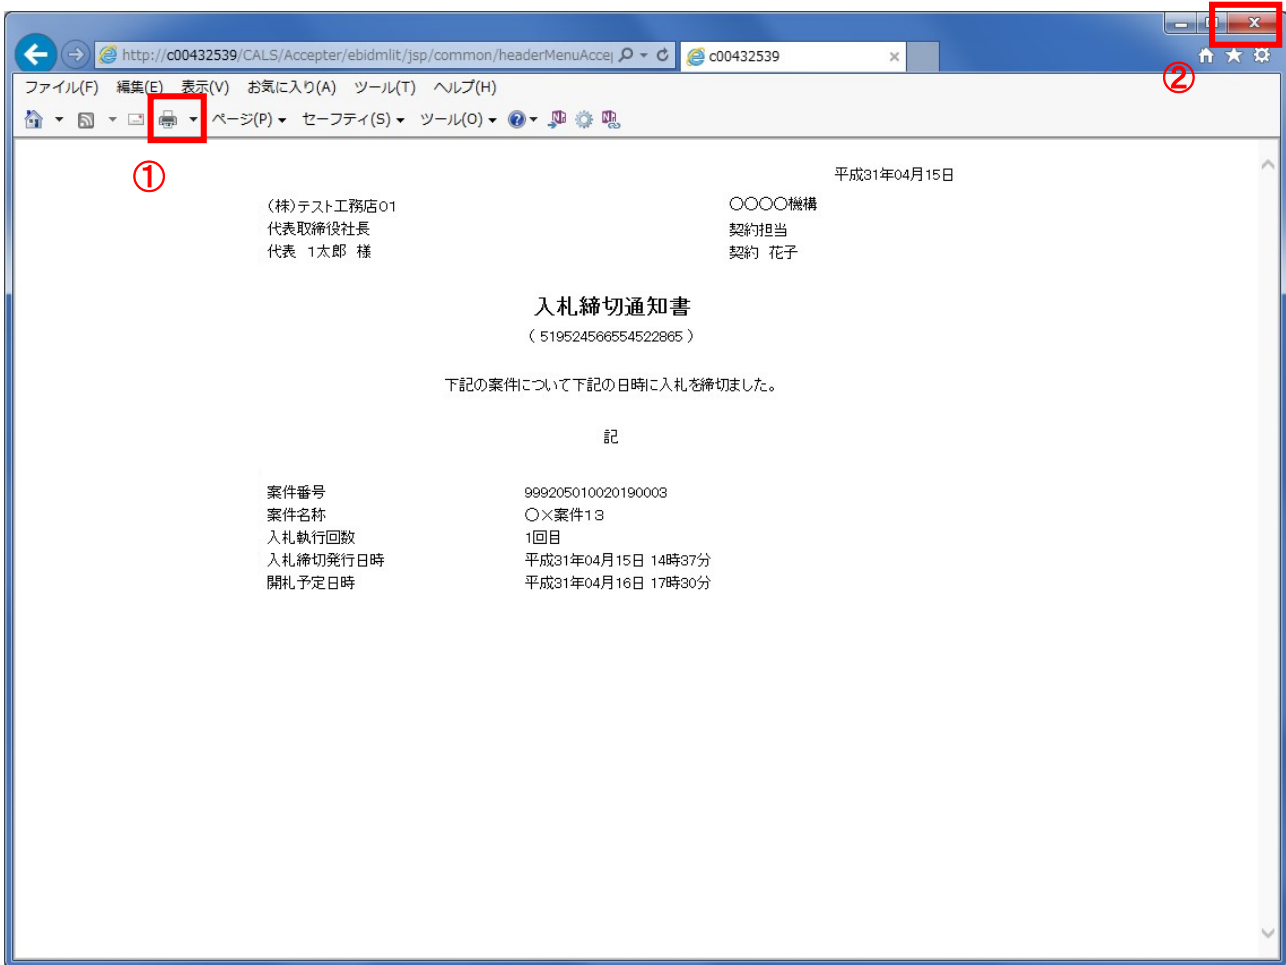 http://c00432539/CALS/Accepter/ebidmlit/jsp/common/headerMenuAccep
c00432539
ファイル(F) 編集(E) 表示(V) お気に入り(A) ツール(T) ヘルプ(H)
②
ページ(P) セーフティ(S) ツール(O)
①
平成31年04月15日
(株)テスト工務店01
代表取締役社長
代表 1太郎 様
〇〇〇〇機構
契約担当
契約 花子
入札締切通知書
( 519524566554522865 )
下記の案件について下記の日時に入札を締切ました。
記
案件番号 999205010020190003
案件名称 〇×案件13
入札執行回数 1回目
入札締切発行日時 平成31年04月15日 14時37分
開札予定日時 平成31年04月16日 17時30分